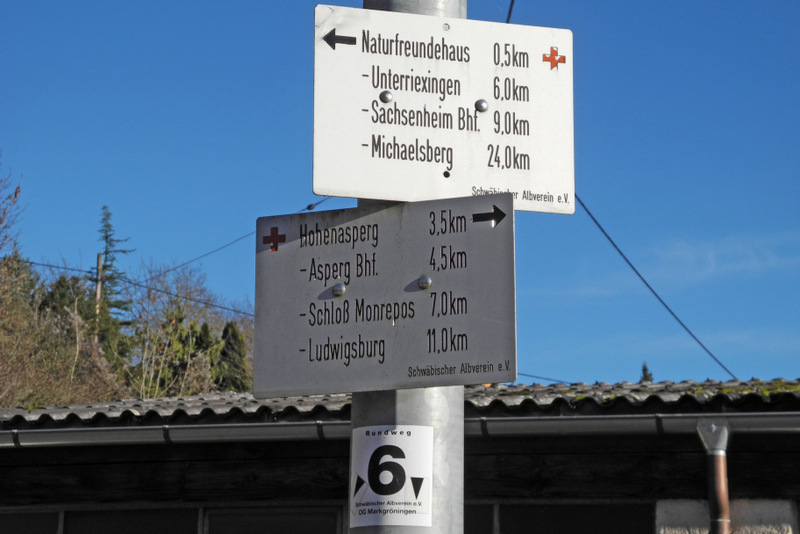 Naturfreundehaus 0,5km
-Unterriexingen 6,0km
-Sachsenheim Bhf. 9,0km
-Michaelsberg 24,0km
Schwäbischer Albverein e.V.
Hohenasperg 3,5km
-Asperg Bhf. 4,5km
-Schloß Monrepos 7,0km
-Ludwigsburg 11,0km
Schwäbischer Albverein e.V.
Rundweg
6
Schwäbischer Albverein e.V.
OG Markgröningen